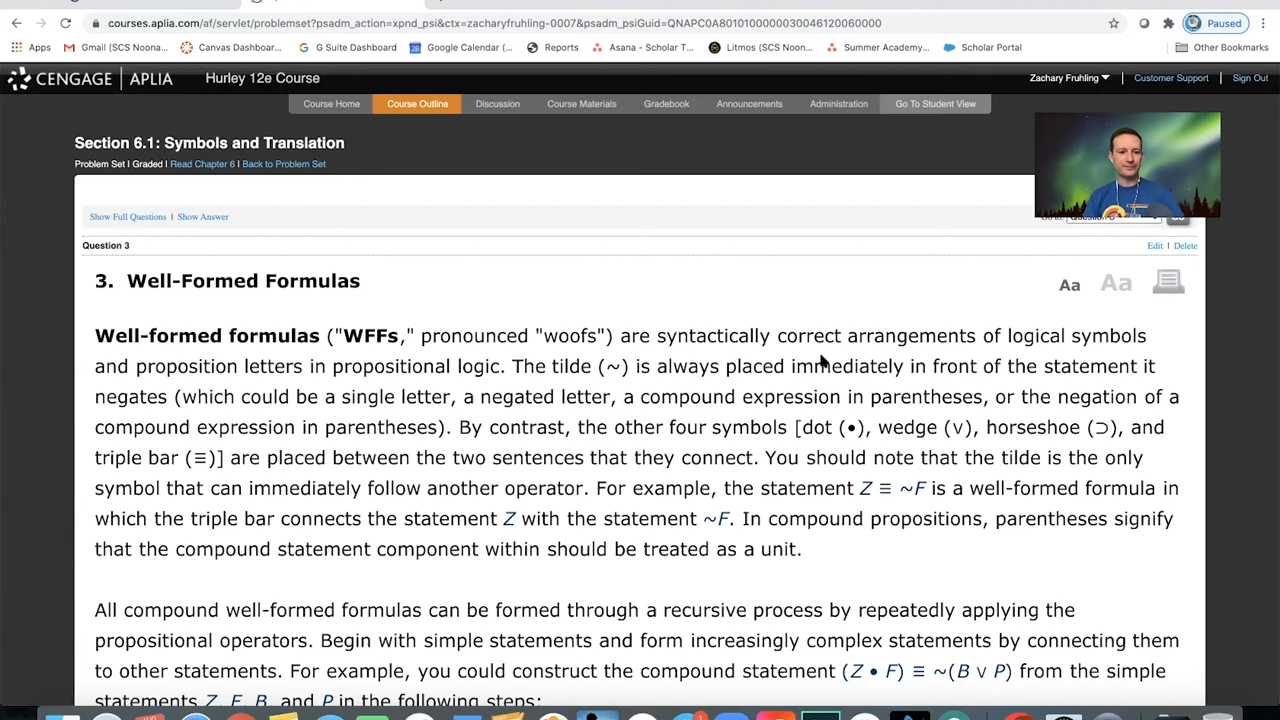 courses.aplia.com/af/servlet/problemset?psadm_action=xpnd_psi&ctx=zacharyfruhling-0007&psadm_psiGuid=QNAPC0A80101000000030046120060000
Paused
Apps Gmail (SCS Noona... Canvas Dashboar... G Suite Dashboard Google Calendar (... Reports Asana - Scholar T... Litmos (SCS Noon... Summer Academy... Scholar Portal Other Bookmarks
CENGAGE | APLIA Hurley 12e Course Zachary Fruhling Customer Support Sign Out
Course Home Course Outline Discussion Course Materials Gradebook Announcements Administration Go To Student View
Section 6.1: Symbols and Translation
Problem Set | Graded | Read Chapter 6 | Back to Problem Set
Show Full Questions | Show Answer
Question 3 Edit | Delete
3. Well-Formed Formulas Aa Aa
Well-formed formulas ("WFFs," pronounced "woofs") are syntactically correct arrangements of logical symbols
and proposition letters in propositional logic. The tilde (~) is always placed immediately in front of the statement it
negates (which could be a single letter, a negated letter, a compound expression in parentheses, or the negation of a
compound expression in parentheses). By contrast, the other four symbols [dot (•), wedge (∨), horseshoe (⊃), and
triple bar (≡)] are placed between the two sentences that they connect. You should note that the tilde is the only
symbol that can immediately follow another operator. For example, the statement Z ≡ ~F is a well-formed formula in
which the triple bar connects the statement Z with the statement ~F. In compound propositions, parentheses signify
that the compound statement component within should be treated as a unit.
All compound well-formed formulas can be formed through a recursive process by repeatedly applying the
propositional operators. Begin with simple statements and form increasingly complex statements by connecting them
to other statements. For example, you could construct the compound statement (Z • F) ≡ ~(B ∨ P) from the simple
statements Z, F, B, and P in the following steps: